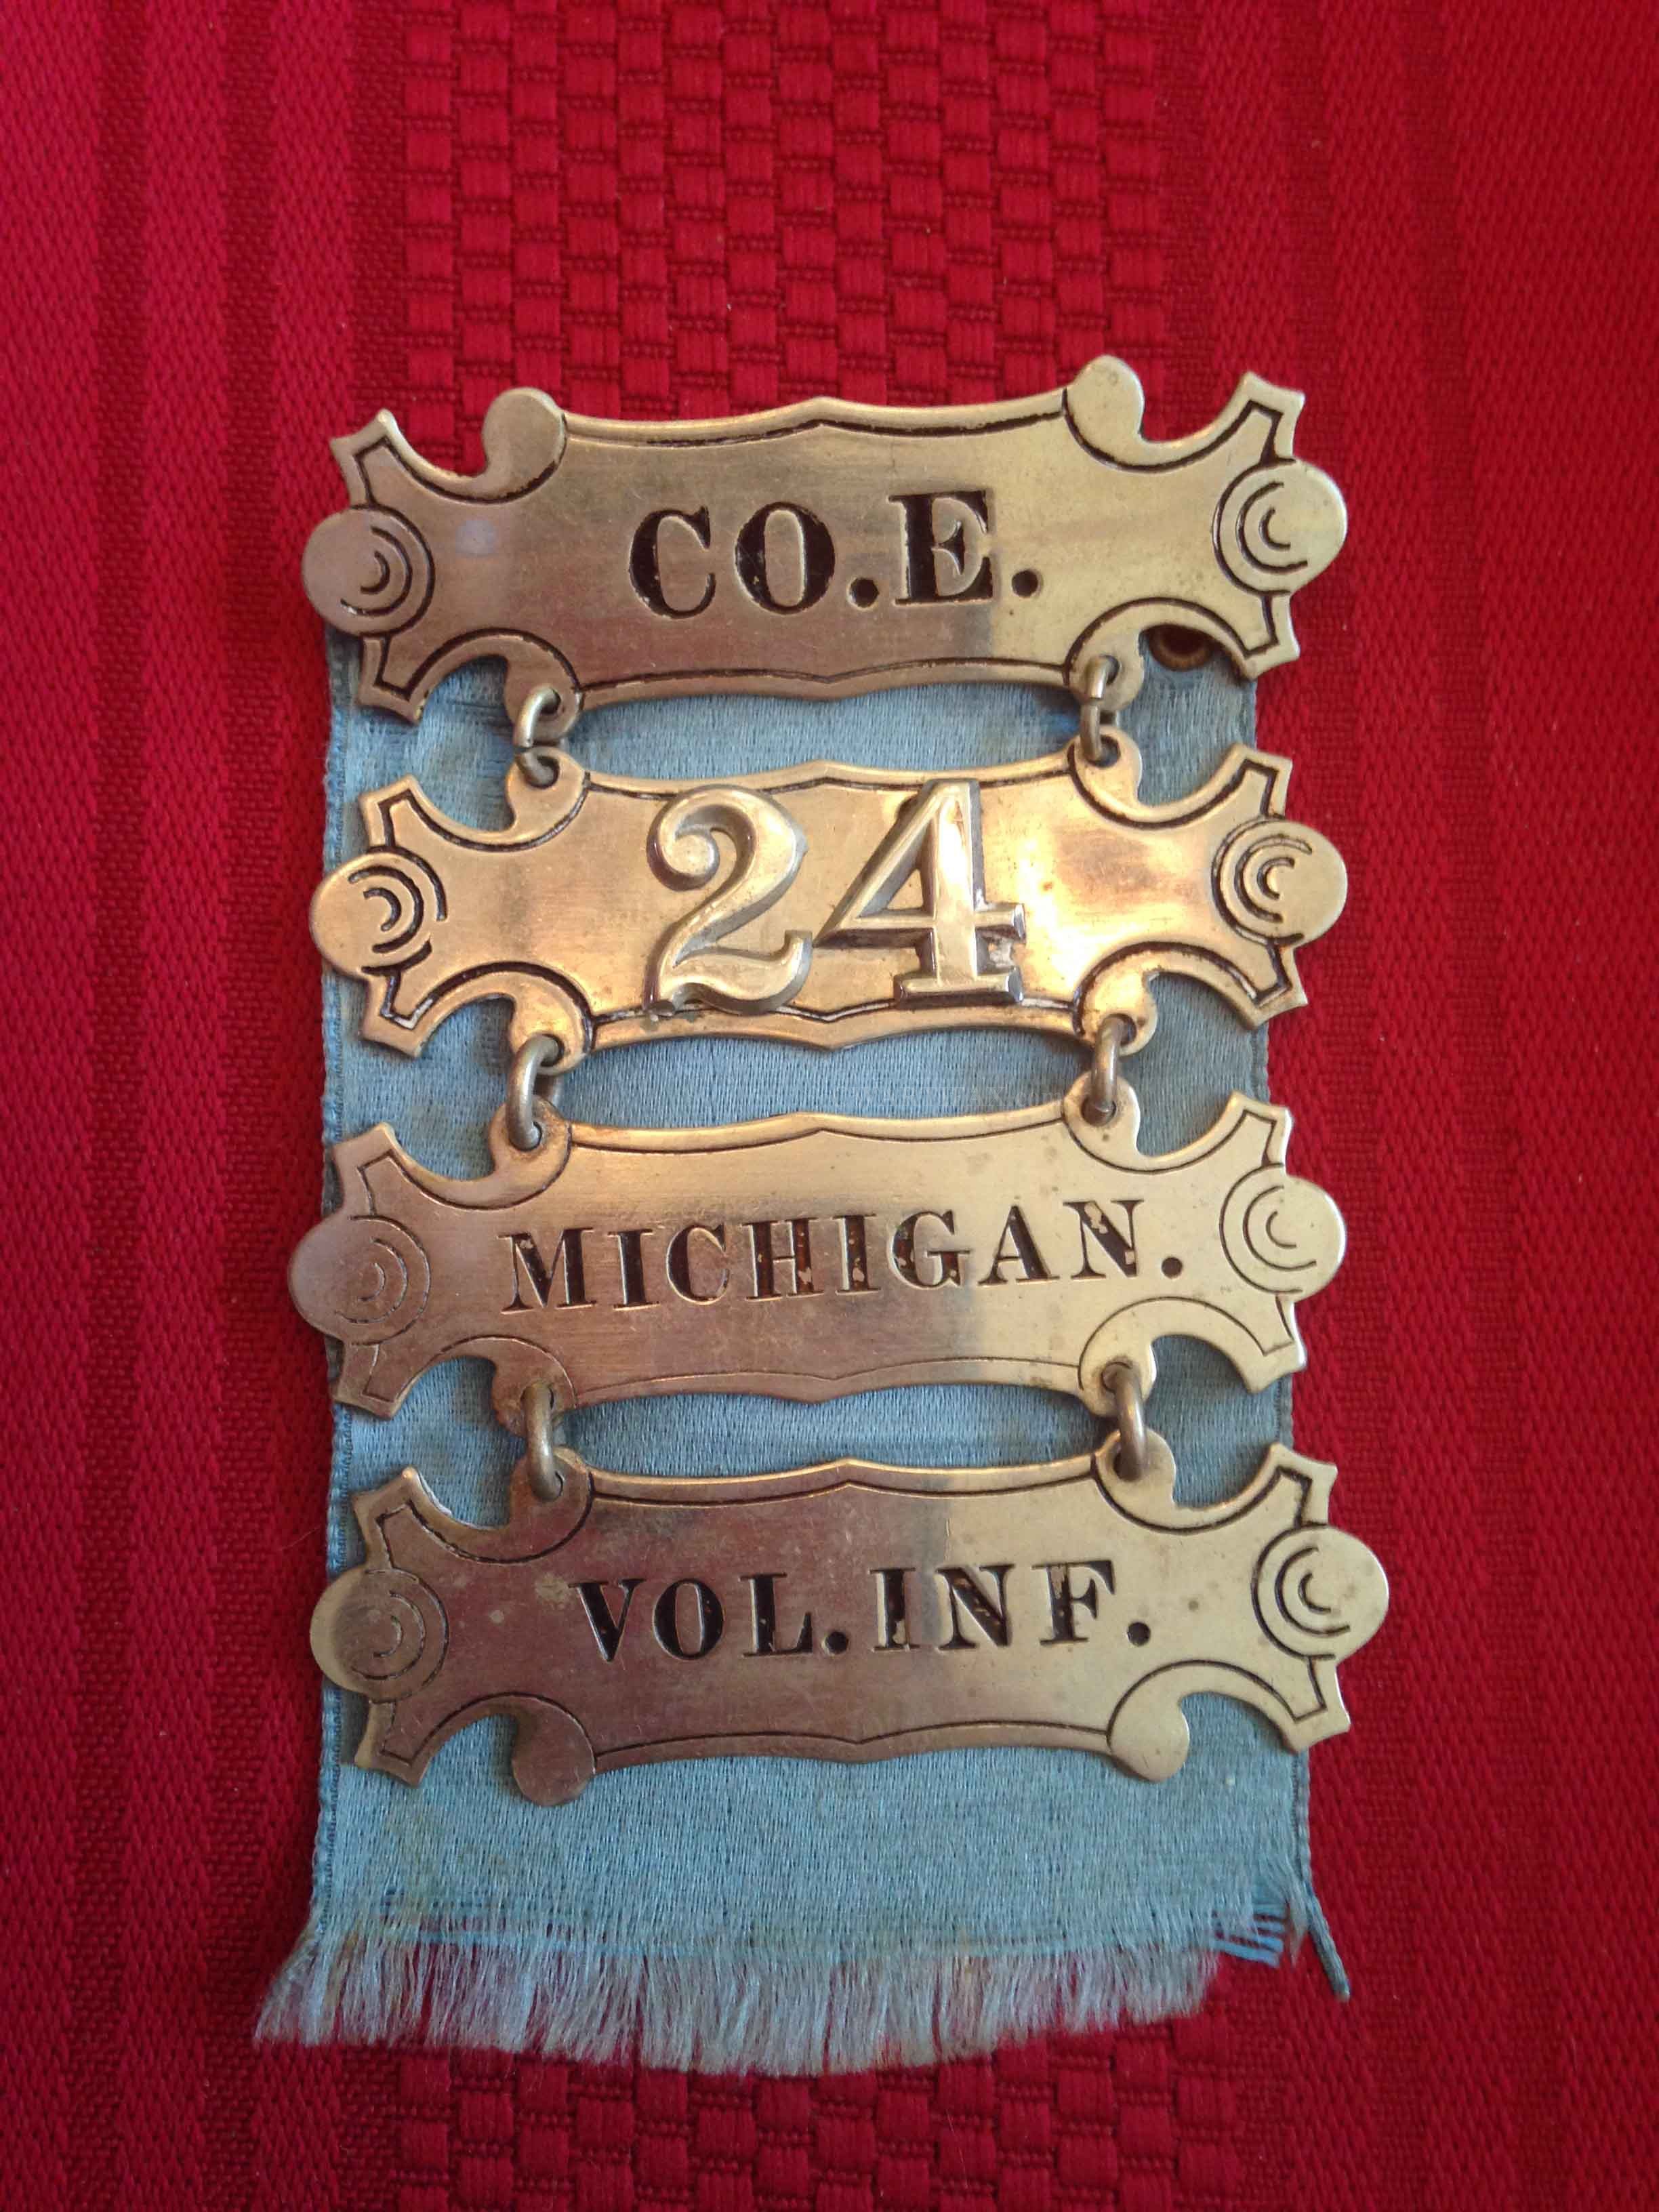 CO.E.
24
MICHIGAN.
VOL.INF.